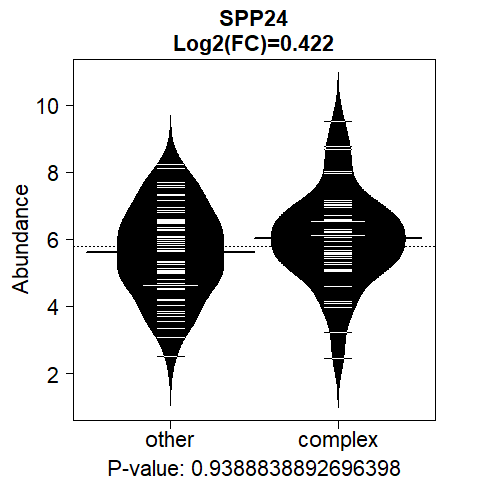 SPP24
Log2(FC)=0.422
10
8
6
4
2
Abundance
other complex
P-value: 0.9388838892696398